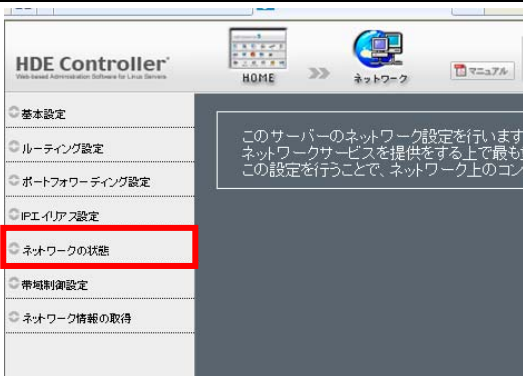 HDE Controller
Web-based Administration Software for Linux Servers
HOME
ネットワーク
マニュアル
基本設定
ルーティング設定
ポートフォワーディング設定
IPエイリアス設定
ネットワークの状態
帯域制御設定
ネットワーク情報の取得
このサーバーのネットワーク設定を行います
ネットワークサービスを提供をする上で最も
この設定を行うことで、ネットワーク上のコン